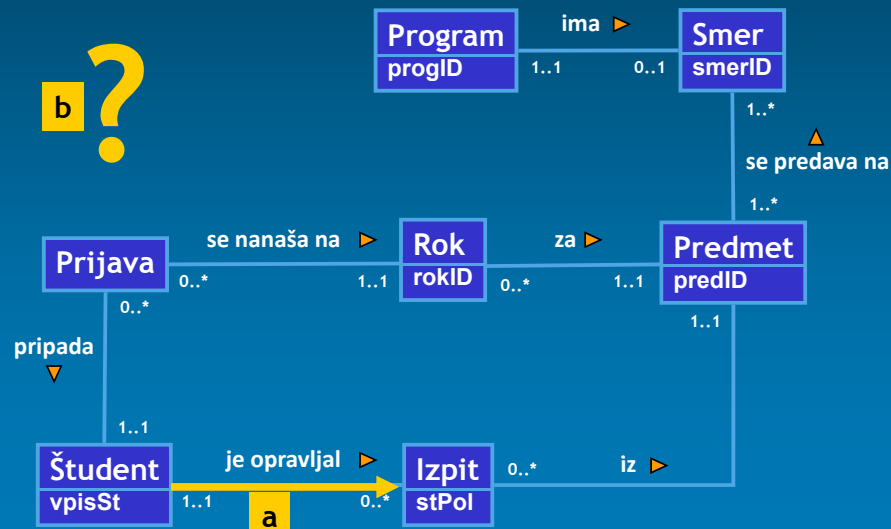 Program
progID
ima ►
1..1
0..1
Smer
smerID
b
?
1..*
▲
se predava na
1..*
Prijava
se nanaša na ►
0..*
1..1
Rok
rokID
za ►
0..*
1..1
Predmet
predID
0..*
1..1
pripada
▼
1..1
Študent
vpisSt
je opravljal ►
1..1
0..*
a
Izpit
stPol
0..*
iz ►